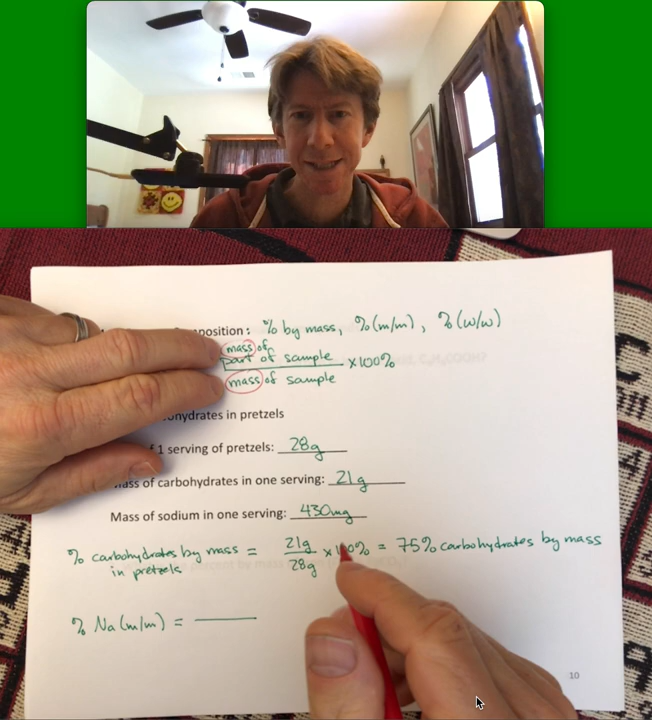 position: % by mass, %(m/m), %(w/w)
mass of
part of sample × 100%
mass of sample
hydrates in pretzels
1 serving of pretzels: 28g
Mass of carbohydrates in one serving: 21g
Mass of sodium in one serving: 430mg
% carbohydrates by mass = 21g × 100% = 75% carbohydrates by mass
in pretzels 28g
% Na(m/m) =
10